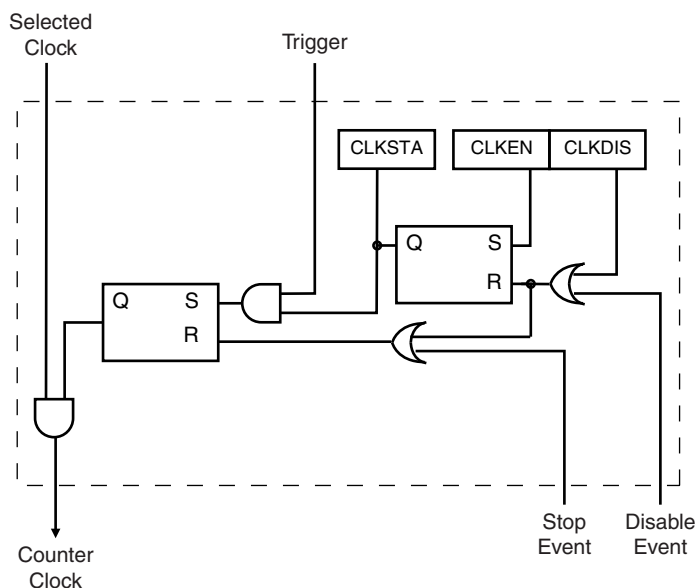 Selected
Clock
Trigger
CLKSTA
CLKEN
CLKDIS
Q
S
R
Q
S
R
Stop
Event
Disable
Event
Counter
Clock